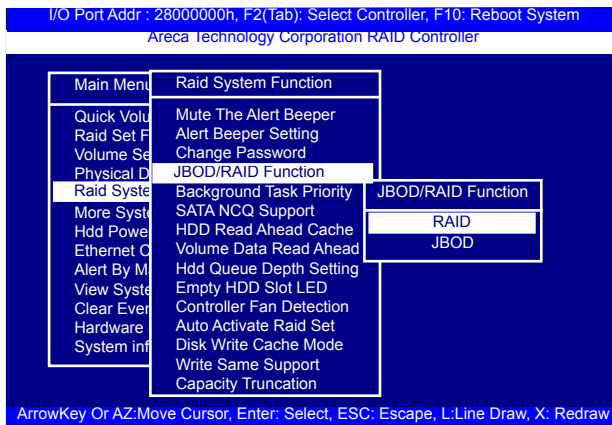 I/O Port Addr : 28000000h, F2(Tab): Select Controller, F10: Reboot System
Areca Technology Corporation RAID Controller
Main Menu
Quick Volu
Raid Set F
Volume Se
Physical D
Raid Syste
More Syste
Hdd Powe
Ethernet C
Alert By M
View Syste
Clear Even
Hardware
System inf
Raid System Function
Mute The Alert Beeper
Alert Beeper Setting
Change Password
JBOD/RAID Function
Background Task Priority
SATA NCQ Support
HDD Read Ahead Cache
Volume Data Read Ahead
Hdd Queue Depth Setting
Empty HDD Slot LED
Controller Fan Detection
Auto Activate Raid Set
Disk Write Cache Mode
Write Same Support
Capacity Truncation
JBOD/RAID Function
RAID
JBOD
ArrowKey Or AZ:Move Cursor, Enter: Select, ESC: Escape, L:Line Draw, X: Redraw